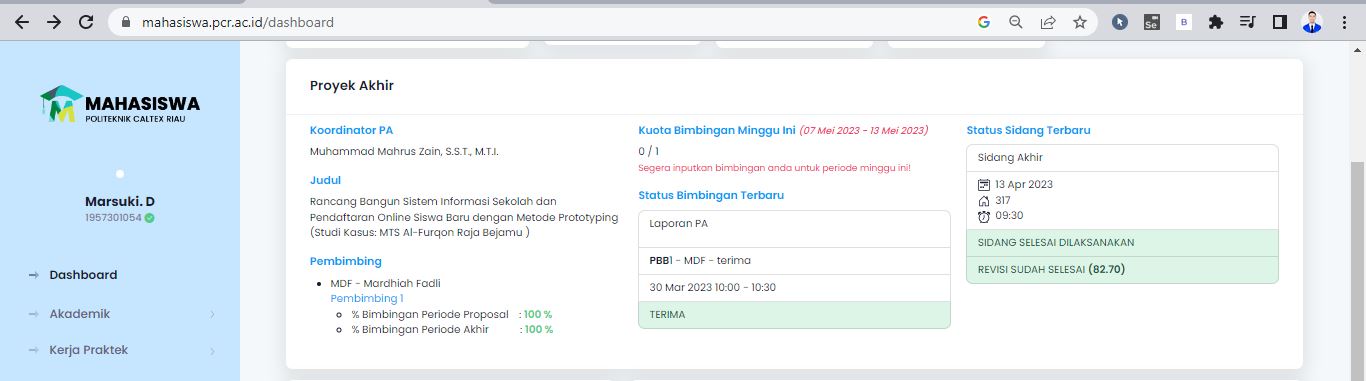 mahasiswa.pcr.ac.id/dashboard
MAHASISWA
POLITEKNIK CALTEX RIAU
Marsuki. D
1957301054
Dashboard
Akademik
Kerja Praktek
Proyek Akhir
Koordinator PA
Muhammad Mahrus Zain, S.S.T., M.T.I.
Judul
Rancang Bangun Sistem Informasi Sekolah dan
Pendaftaran Online Siswa Baru dengan Metode Prototyping
(Studi Kasus: MTS Al-Furqon Raja Bejamu )
Pembimbing
MDF - Mardhiah Fadli
Pembimbing 1
% Bimbingan Periode Proposal : 100 %
% Bimbingan Periode Akhir : 100 %
Kuota Bimbingan Minggu Ini (07 Mei 2023 - 13 Mei 2023)
0 / 1
Segera inputkan bimbingan anda untuk periode minggu ini!
Status Bimbingan Terbaru
Laporan PA
PBB1 - MDF - terima
30 Mar 2023 10:00 - 10:30
TERIMA
Status Sidang Terbaru
Sidang Akhir
13 Apr 2023
317
09:30
SIDANG SELESAI DILAKSANAKAN
REVISI SUDAH SELESAI (82.70)
Se
B